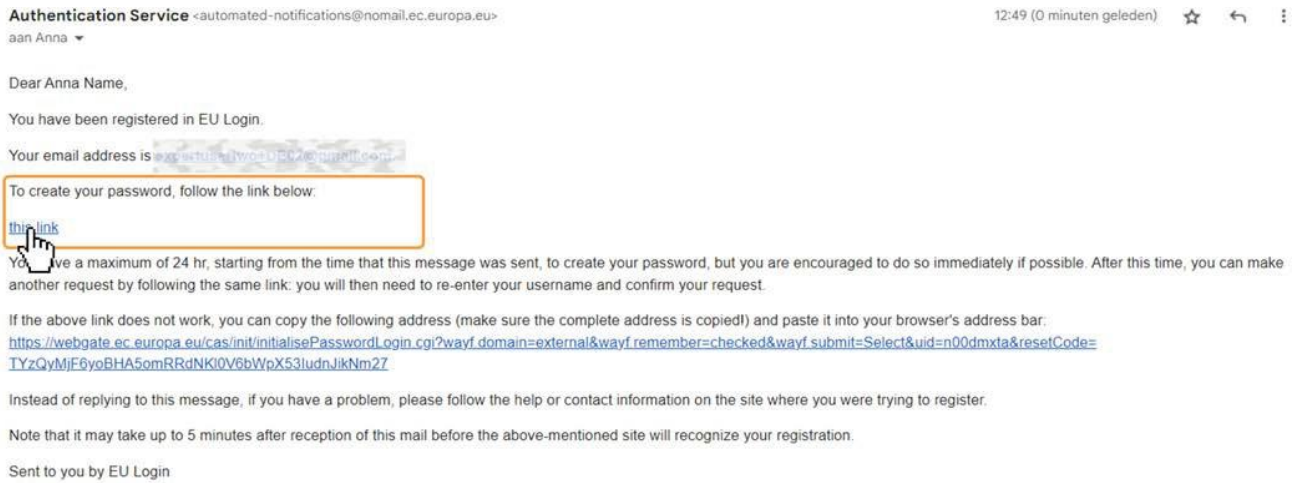 Authentication Service <automated-notifications@nomail.ec.europa.eu>
12:49 (0 minuten geleden)
aan Anna
Dear Anna Name,
You have been registered in EU Login.
Your email address is
To create your password, follow the link below:
this link
You have a maximum of 24 hr, starting from the time that this message was sent, to create your password, but you are encouraged to do so immediately if possible. After this time, you can make
another request by following the same link: you will then need to re-enter your username and confirm your request.
If the above link does not work, you can copy the following address (make sure the complete address is copied!) and paste it into your browser's address bar:
https://webgate.ec.europa.eu/cas/init/initialisePasswordLogin.cgi?wayf.domain=external&wayf.remember=checked&wayf.submit=Select&uid=n00dmxta&resetCode=
TYzQyMjF6yoBHA5omRRdNKl0V6bWpX53IudnJikNm27
Instead of replying to this message, if you have a problem, please follow the help or contact information on the site where you were trying to register.
Note that it may take up to 5 minutes after reception of this mail before the above-mentioned site will recognize your registration.
Sent to you by EU Login